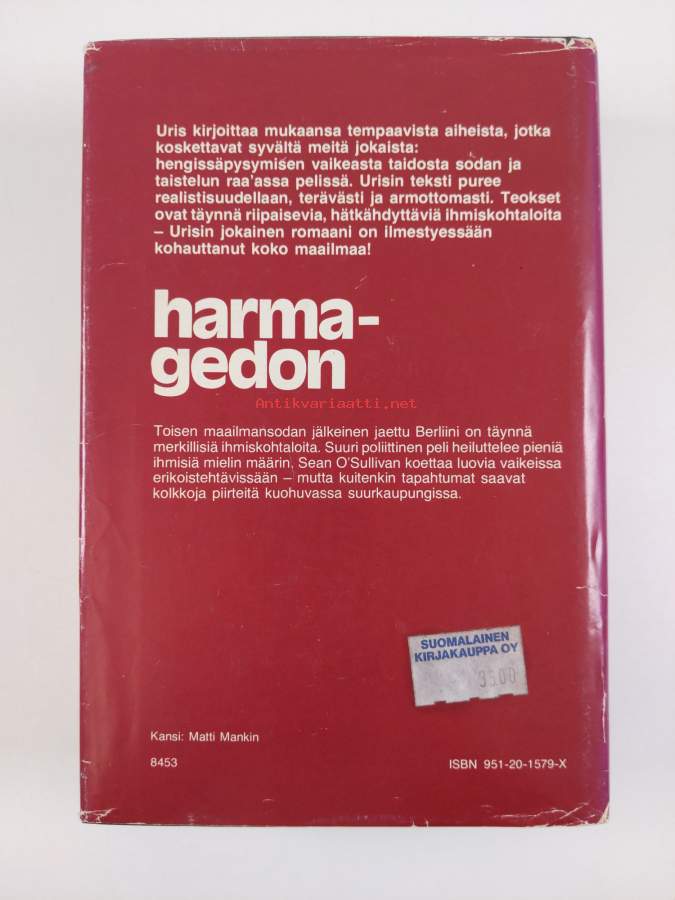 Uris kirjoittaa mukaansa tempaavista aiheista, jotka
koskettavat syvältä meitä jokaista:
hengissäpysymisen vaikeasta taidosta sodan ja
taistelun raa'assa pelissä. Urisin teksti puree
realistisuudellaan, terävästi ja armottomasti. Teokset
ovat täynnä riipaisevia, hätkähdyttäviä ihmiskohtaloita
– Urisin jokainen romaani on ilmestyessään
kohauttanut koko maailmaa!
harma-
gedon
Antikvariaatti.net
Toisen maailmansodan jälkeinen jaettu Berliini on täynnä
merkillisiä ihmiskohtaloita. Suuri poliittinen peli heiluttelee pieniä
ihmisiä mielin määrin. Sean O'Sullivan koettaa luovia vaikeissa
erikoistehtävissään – mutta kuitenkin tapahtumat saavat
kolkkoja piirteitä kuohuvassa suurkaupungissa.
SUOMALAINEN
KIRJAKAUPPA OY
35.00
Kansi: Matti Mankin
8453
ISBN 951-20-1579-X